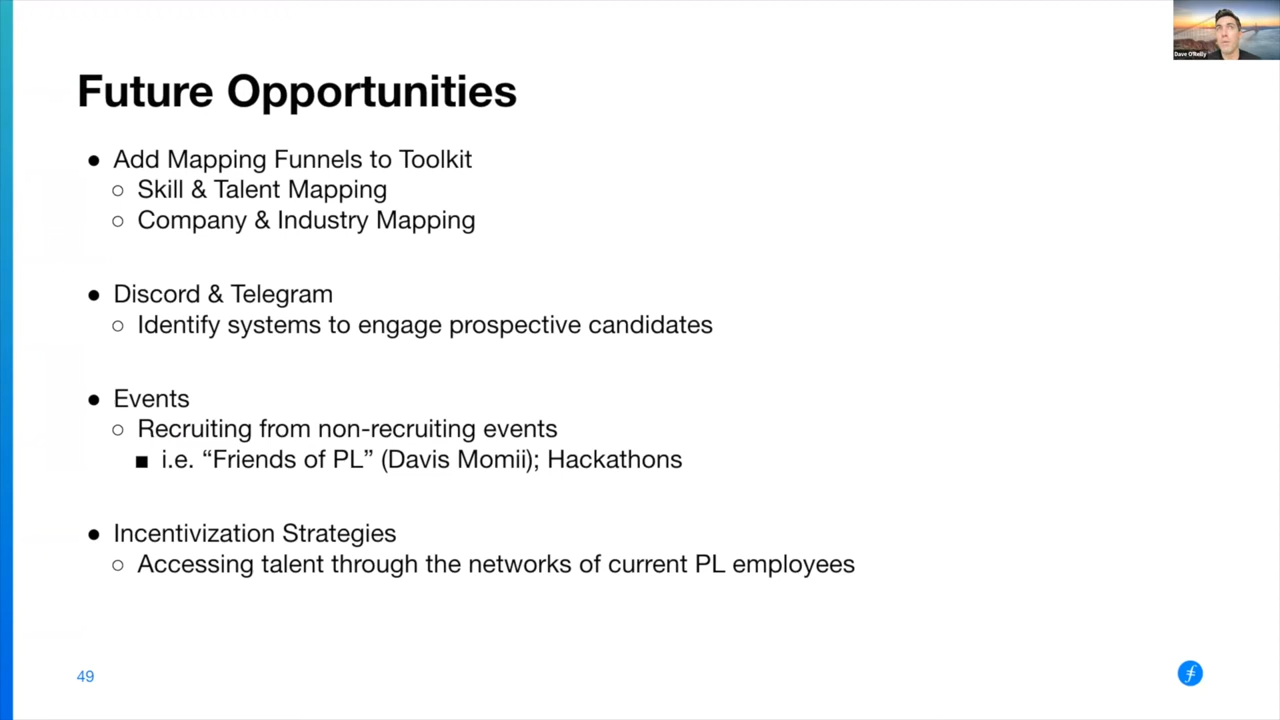 Dave O'Reilly
Future Opportunities
● Add Mapping Funnels to Toolkit
○ Skill & Talent Mapping
○ Company & Industry Mapping
● Discord & Telegram
○ Identify systems to engage prospective candidates
● Events
○ Recruiting from non-recruiting events
■ i.e. “Friends of PL” (Davis Momii); Hackathons
● Incentivization Strategies
○ Accessing talent through the networks of current PL employees
49